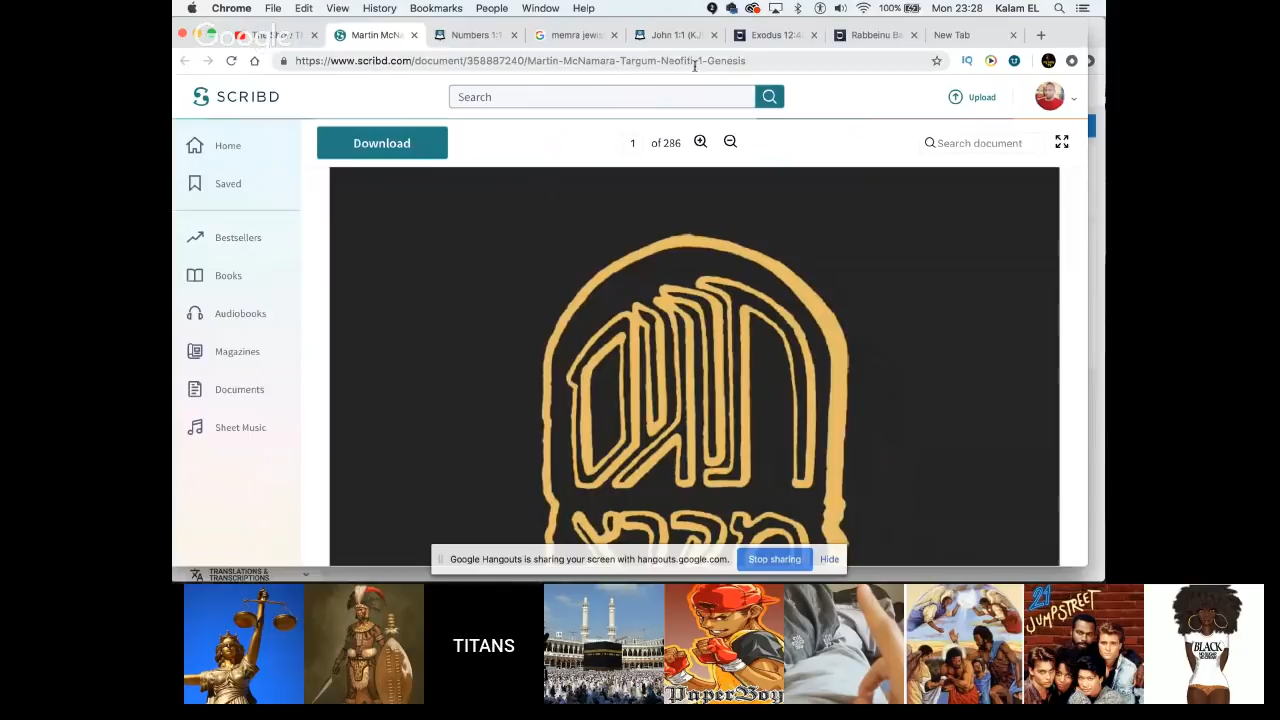 Chrome File Edit View History Bookmarks People Window Help
100% Mon 23:28 Kalam EL
Google
Martin McNa
Numbers 1:1
memra jewis
John 1:1 (KJ
Exodus 12:4
Rabbeinu Ba
New Tab
https://www.scribd.com/document/358887240/Martin-McNamara-Targum-Neofiti-1-Genesis
SCRIBD
Search
Upload
Home
Saved
Bestsellers
Books
Audiobooks
Magazines
Documents
Sheet Music
Download
1 of 286
Search document
Google Hangouts is sharing your screen with hangouts.google.com.
Stop sharing
Hide
TRANSLATIONS &
TRANSCRIPTIONS
TITANS
PaperBoy
21
JUMPSTREET
BLACK